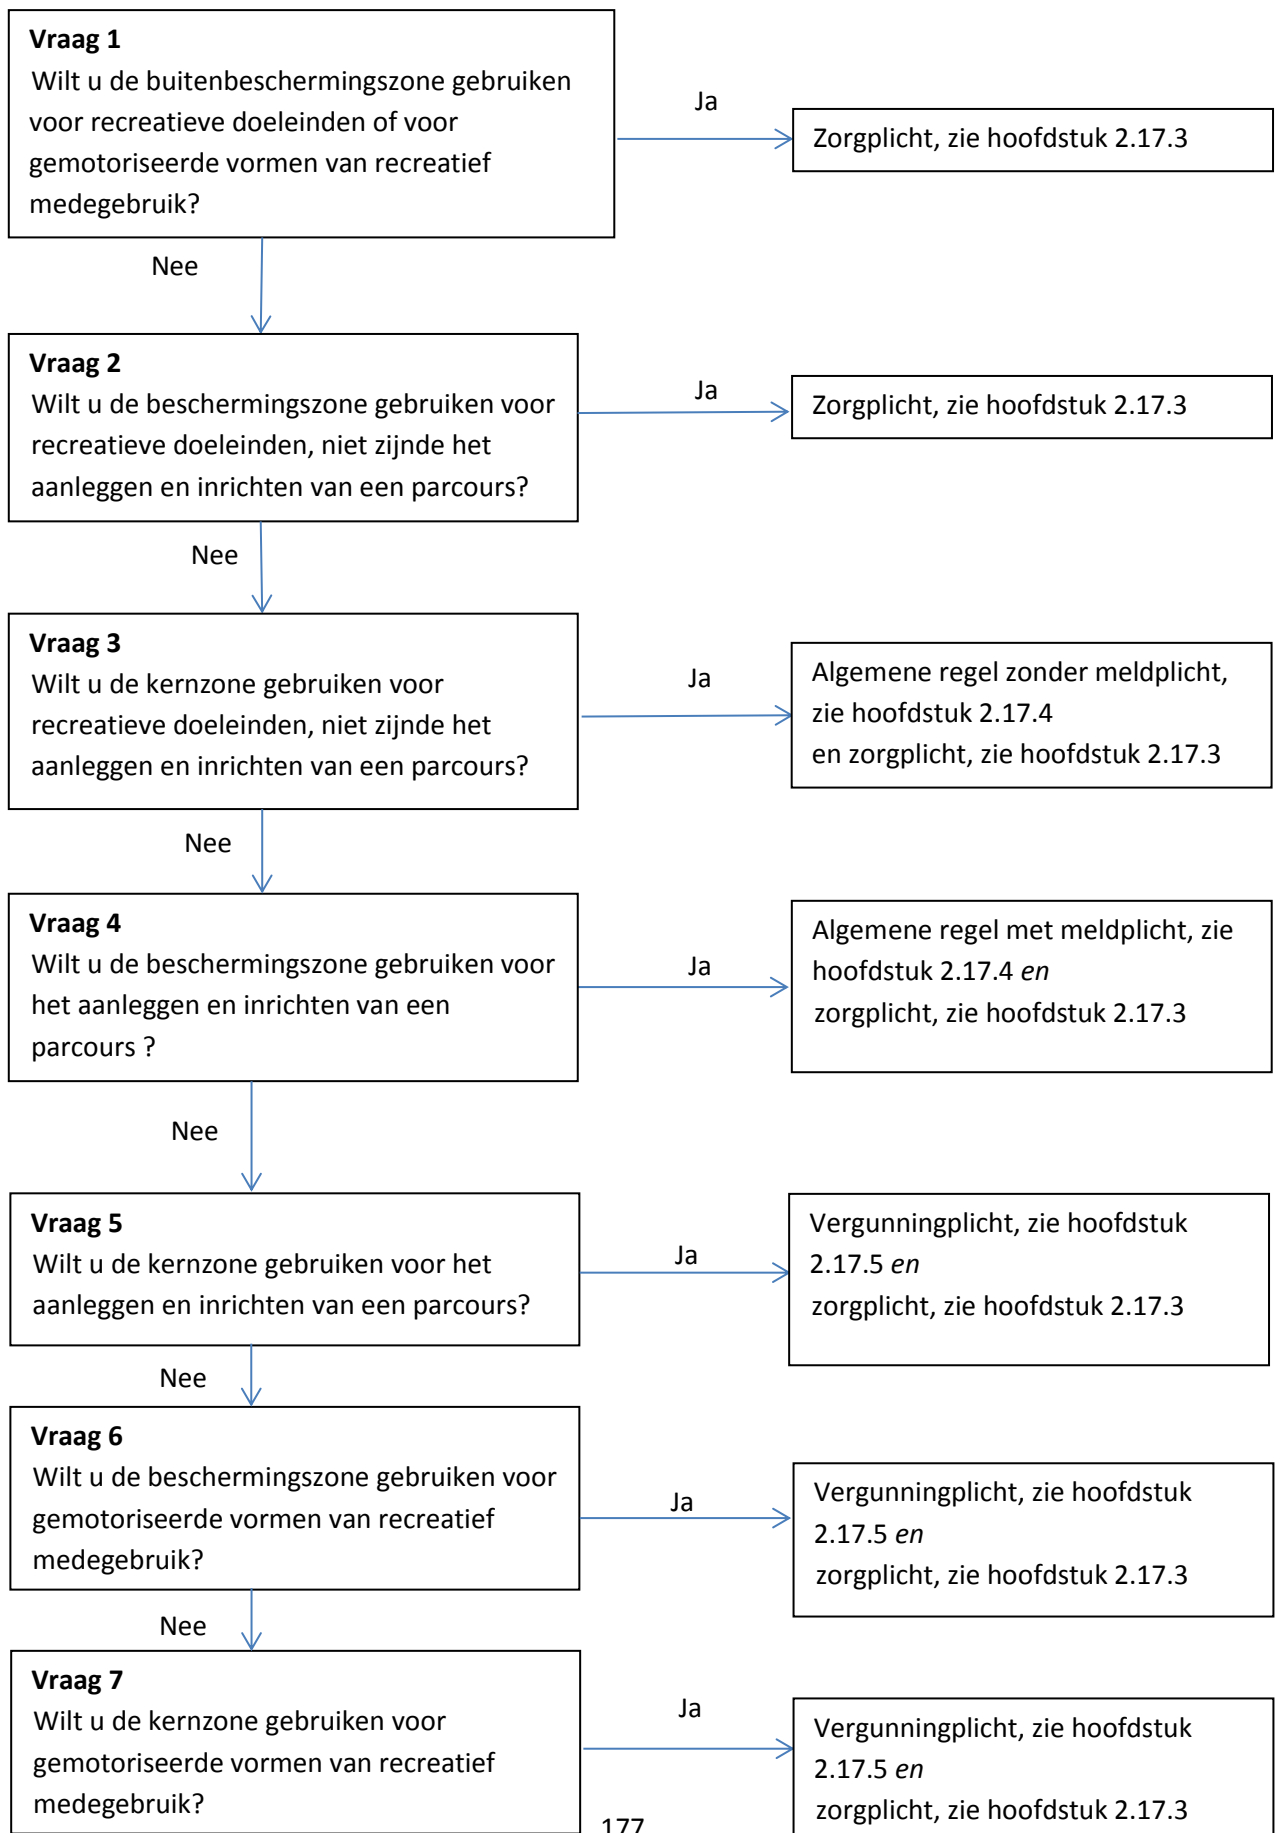 Vraag 1
Wilt u de buitenbeschermingszone gebruiken
voor recreatieve doeleinden of voor
gemotoriseerde vormen van recreatief
medegebruik?
Ja
Zorgplicht, zie hoofdstuk 2.17.3
Nee
Vraag 2
Wilt u de beschermingszone gebruiken voor
recreatieve doeleinden, niet zijnde het
aanleggen en inrichten van een parcours?
Ja
Zorgplicht, zie hoofdstuk 2.17.3
Nee
Vraag 3
Wilt u de kernzone gebruiken voor
recreatieve doeleinden, niet zijnde het
aanleggen en inrichten van een parcours?
Ja
Algemene regel zonder meldplicht,
zie hoofdstuk 2.17.4
en zorgplicht, zie hoofdstuk 2.17.3
Nee
Vraag 4
Wilt u de beschermingszone gebruiken voor
het aanleggen en inrichten van een
parcours ?
Ja
Algemene regel met meldplicht, zie
hoofdstuk 2.17.4 en
zorgplicht, zie hoofdstuk 2.17.3
Nee
Vraag 5
Wilt u de kernzone gebruiken voor het
aanleggen en inrichten van een parcours?
Ja
Vergunningplicht, zie hoofdstuk
2.17.5 en
zorgplicht, zie hoofdstuk 2.17.3
Nee
Vraag 6
Wilt u de beschermingszone gebruiken voor
gemotoriseerde vormen van recreatief
medegebruik?
Ja
Vergunningplicht, zie hoofdstuk
2.17.5 en
zorgplicht, zie hoofdstuk 2.17.3
Nee
Vraag 7
Wilt u de kernzone gebruiken voor
gemotoriseerde vormen van recreatief
medegebruik?
Ja
Vergunningplicht, zie hoofdstuk
2.17.5 en
zorgplicht, zie hoofdstuk 2.17.3
177